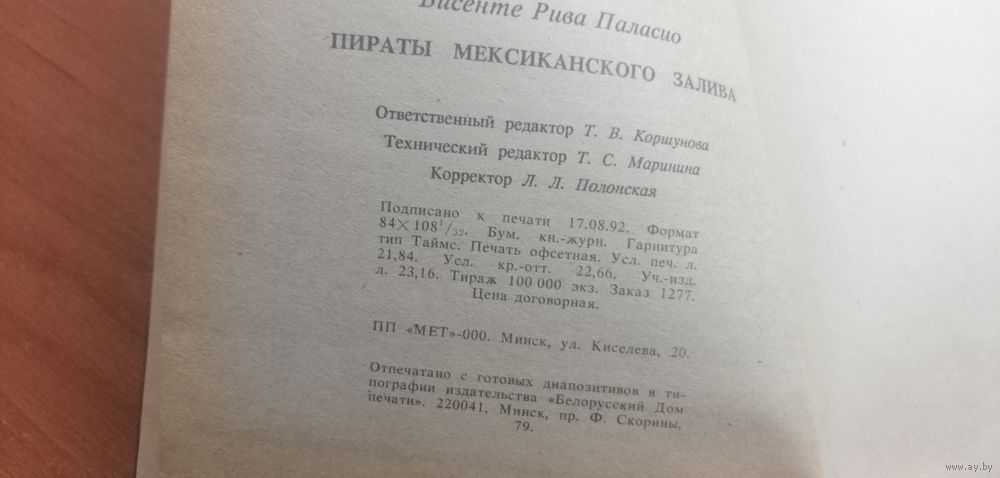 Висенте Рива Паласио
ПИРАТЫ МЕКСИКАНСКОГО ЗАЛИВА
Ответственный редактор Т. В. Коршунова
Технический редактор Т. С. Маринина
Корректор Л. Л. Полонская
Подписано к печати 17.08.92. Формат
84×108¹/₃₂. Бум. кн.-журн. Гарнитура
тип Таймс. Печать офсетная. Усл. печ. л.
21,84. Усл. кр.-отт. 22,66. Уч.-изд.
л. 23,16. Тираж 100 000 экз. Заказ 1277.
Цена договорная.
ПП «МЕТ»-000. Минск, ул. Киселева, 20.
Отпечатано с готовых диапозитивов в ти-
пографии издательства «Белорусский Дом
печати». 220041, Минск, пр. Ф. Скорины,
79.
www.ay.by